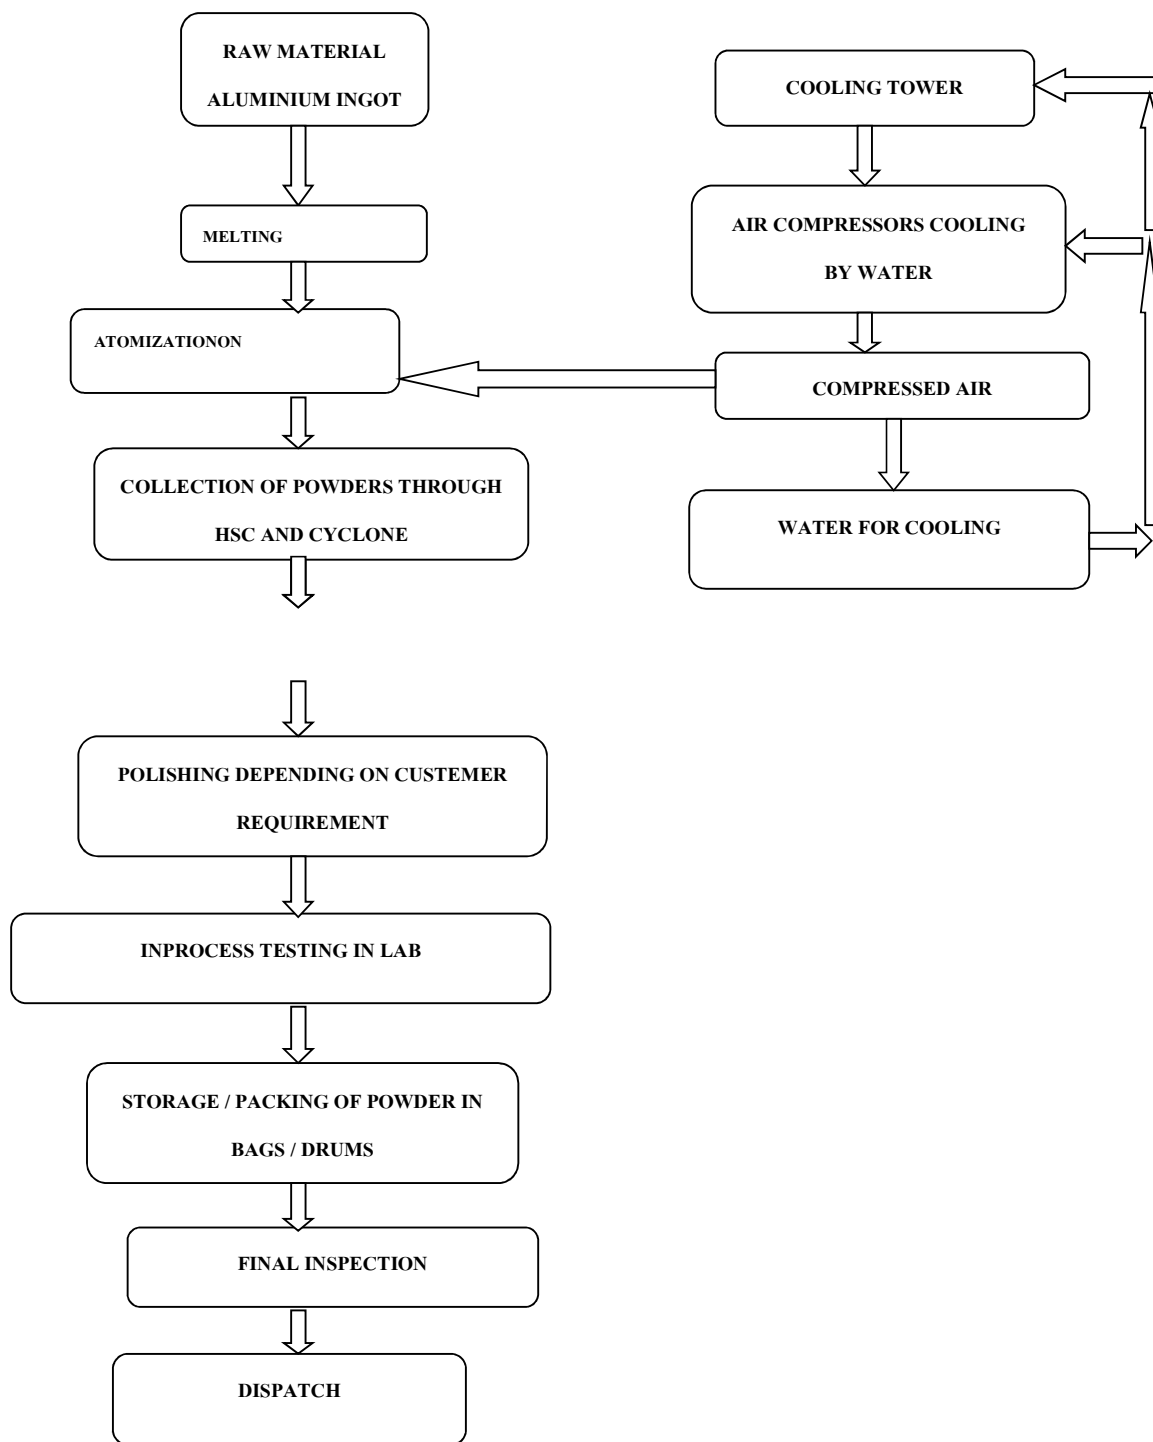 RAW MATERIAL
ALUMINIUM INGOT
MELTING
ATOMIZATIONON
COLLECTION OF POWDERS THROUGH
HSC AND CYCLONE
POLISHING DEPENDING ON CUSTEMER
REQUIREMENT
INPROCESS TESTING IN LAB
STORAGE / PACKING OF POWDER IN
BAGS / DRUMS
FINAL INSPECTION
DISPATCH
COOLING TOWER
AIR COMPRESSORS COOLING
BY WATER
COMPRESSED AIR
WATER FOR COOLING